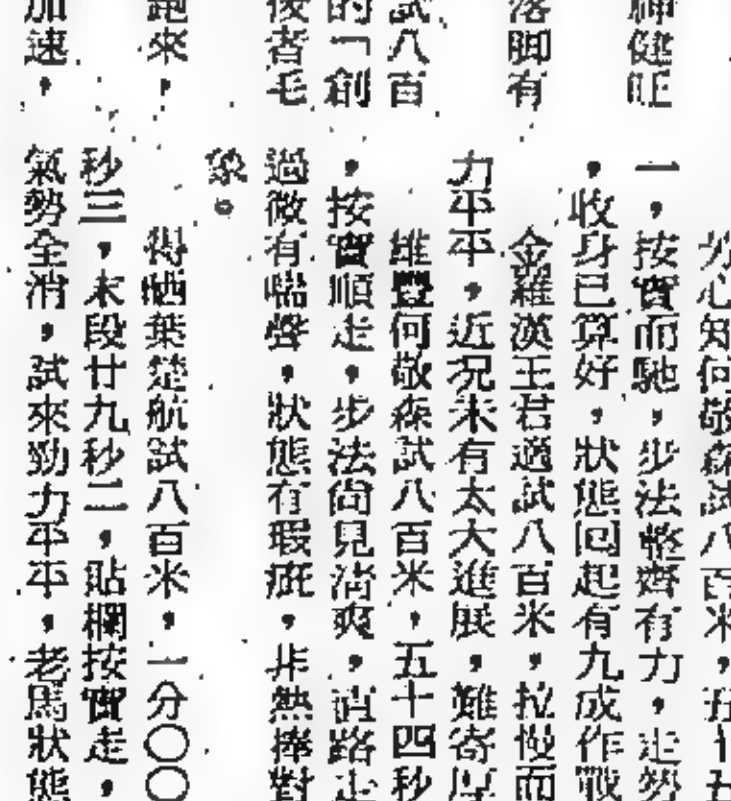 神健旺
落脚有
試八百
的「創
後者毛
跑來,
加速,
心知何敬森試八百米,五十五
一,按實而馳,步法整齊有力,走勢
,收身已算好,狀態回起有九成作戰
金羅漢王君適試八百米,拉慢而
力平平,近況未有太大進展,難寄厚
維豐何敬森試八百米,五十四秒
,按實順走,步法尚見清爽,直路走
過微有喘聲,狀態有瑕疵,非熱捧對
象。
得哂葉楚航試八百米,一分〇〇
秒三,末段廿九秒二,貼欄按實走,
氣勢全消,試來勁力平平,老馬狀態